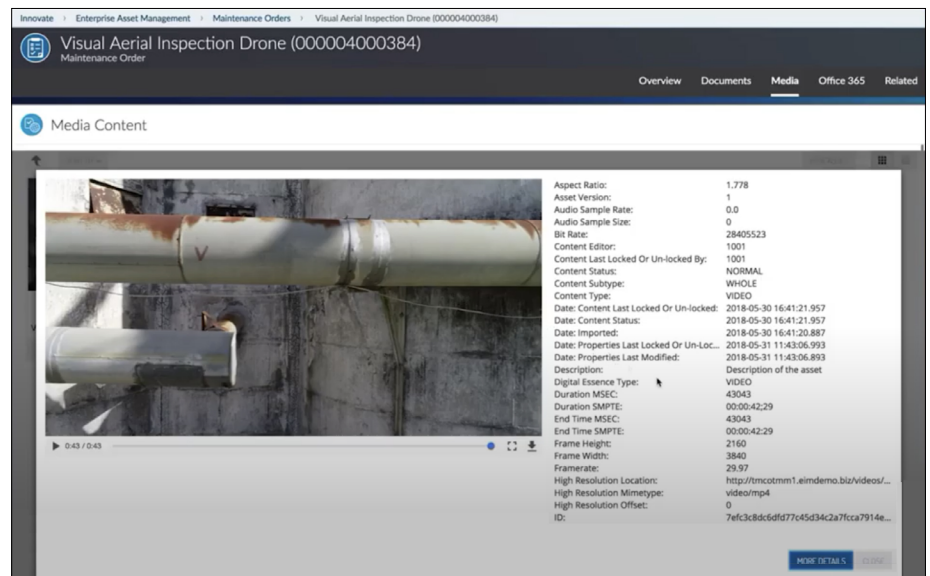 Innovate › Enterprise Asset Management › Maintenance Orders › Visual Aerial Inspection Drone (000004000384)
Visual Aerial Inspection Drone (000004000384)
Maintenance Order
Overview Documents Media Office 365 Related
Media Content
Aspect Ratio: 1.778
Asset Version: 1
Audio Sample Rate: 0.0
Audio Sample Size: 0
Bit Rate: 28405523
Content Editor: 1001
Content Last Locked Or Un-locked By: 1001
Content Status: NORMAL
Content Subtype: WHOLE
Content Type: VIDEO
Date: Content Last Locked Or Un-locked: 2018-05-30 16:41:21.957
Date: Content Status: 2018-05-30 16:41:21.957
Date: Imported: 2018-05-30 16:41:20.887
Date: Properties Last Locked Or Un-Loc... 2018-05-31 11:43:06.993
Date: Properties Last Modified: 2018-05-31 11:43:06.893
Description: Description of the asset
Digital Essence Type: VIDEO
Duration MSEC: 43043
Duration SMPTE: 00:00:42;29
End Time MSEC: 43043
End Time SMPTE: 00:00:42:29
Frame Height: 2160
Frame Width: 3840
Framerate: 29.97
High Resolution Location: http://tmcotmm1.eimdemo.biz/videos/...
High Resolution Mimetype: video/mp4
High Resolution Offset: 0
ID: 7efc3c8dc6dfd77c45d34c2a7fcca7914e...
V
0:43 / 0:43
MORE DETAILS CLOSE